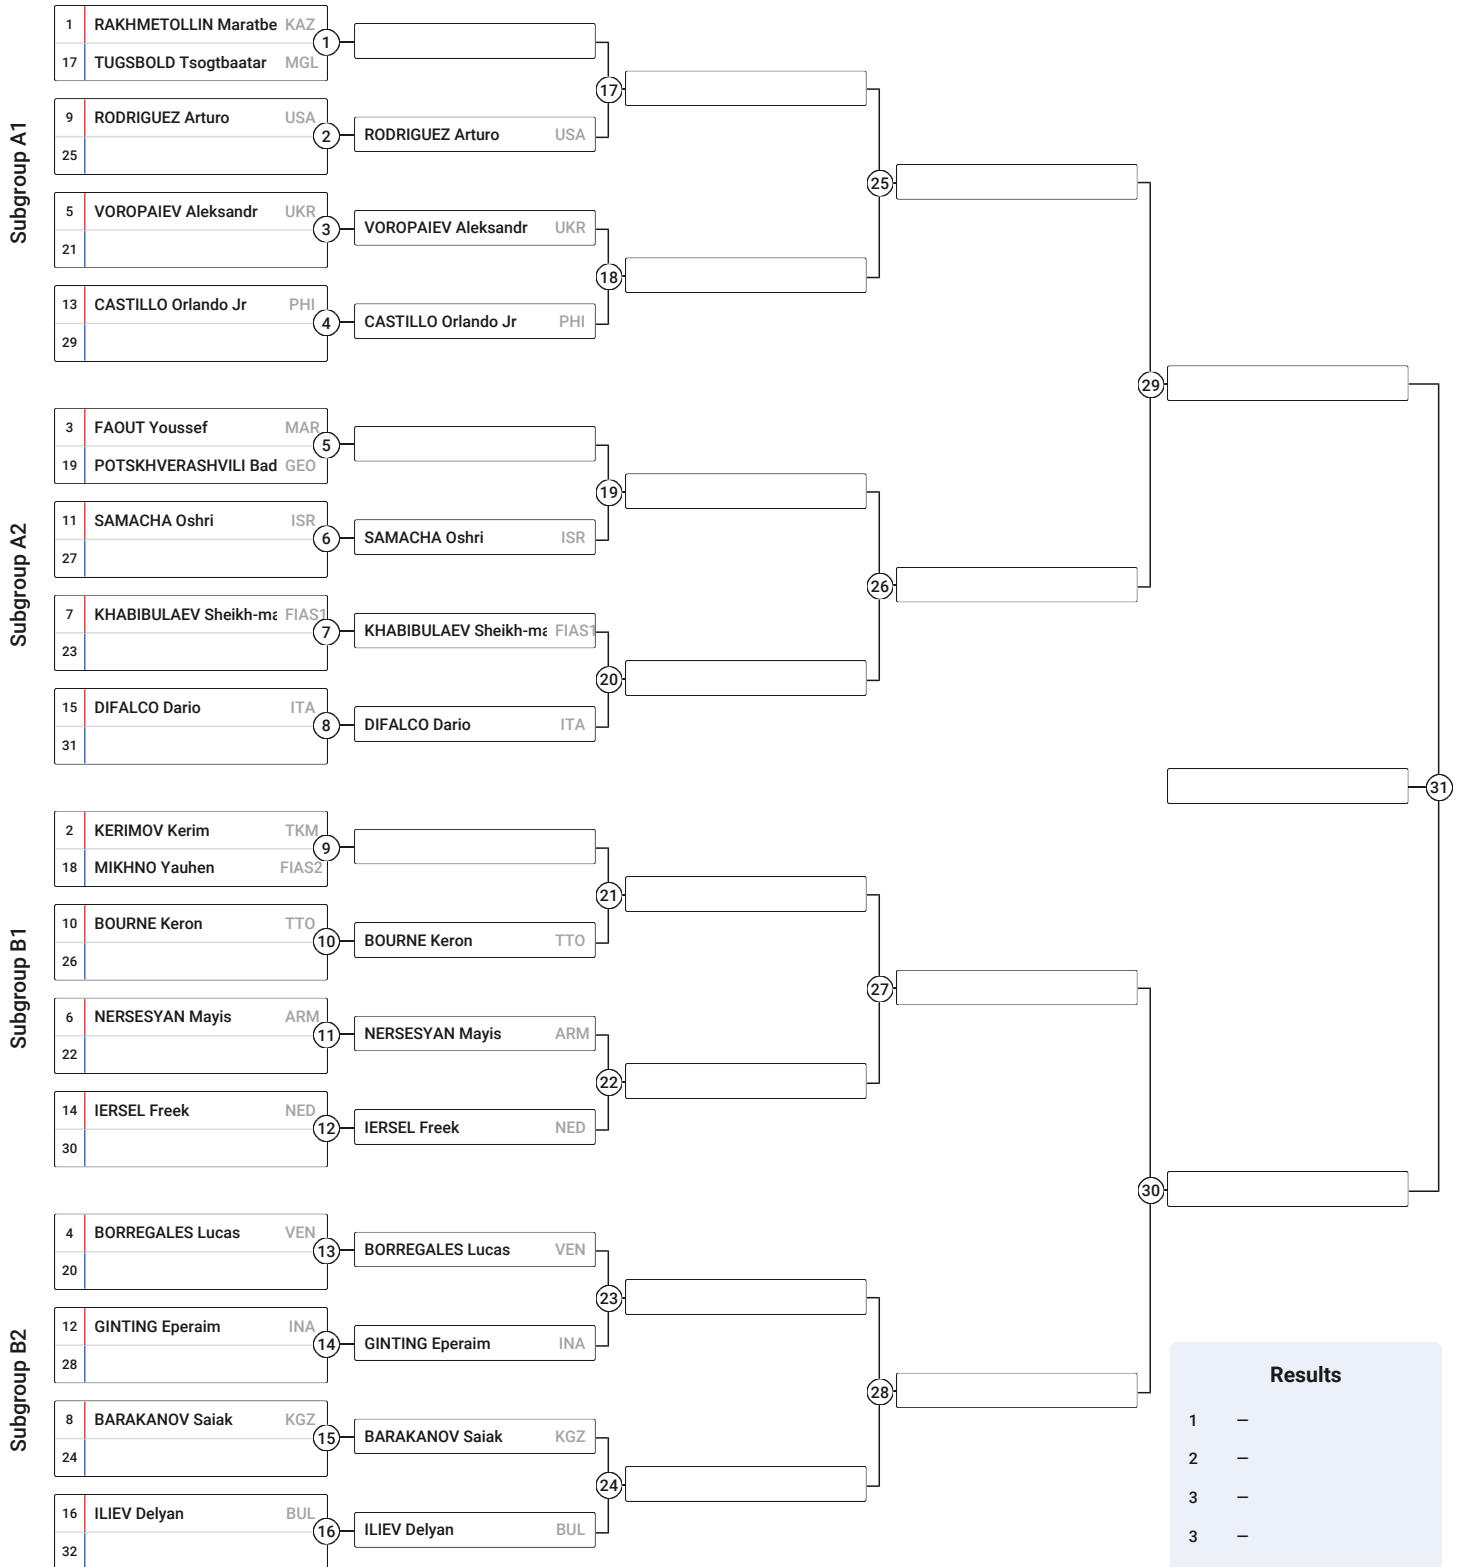 Subgroup A1
1 RAKHMETOLLIN Maratbe KAZ
17 TUGSBOLD Tsogtbaatar MGL
1
9 RODRIGUEZ Arturo USA
25
2
RODRIGUEZ Arturo USA
17
5 VOROPAIEV Aleksandr UKR
21
3
VOROPAIEV Aleksandr UKR
13 CASTILLO Orlando Jr PHI
29
4
CASTILLO Orlando Jr PHI
18
25
Subgroup A2
3 FAOUT Youssef MAR
19 POTSKHVERASHVILI Bad GEO
5
11 SAMACHA Oshri ISR
27
6
SAMACHA Oshri ISR
19
7 KHABIBULAEV Sheikh-ma FIAS1
23
7
KHABIBULAEV Sheikh-ma FIAS1
15 DIFALCO Dario ITA
31
8
DIFALCO Dario ITA
20
26
29
Subgroup B1
2 KERIMOV Kerim TKM
18 MIKHNO Yauhen FIAS2
9
10 BOURNE Keron TTO
26
10
BOURNE Keron TTO
21
6 NERSESYAN Mayis ARM
22
11
NERSESYAN Mayis ARM
14 IERSEL Freek NED
30
12
IERSEL Freek NED
22
27
Subgroup B2
4 BORREGALES Lucas VEN
20
13
BORREGALES Lucas VEN
12 GINTING Eperaim INA
28
14
GINTING Eperaim INA
23
8 BARAKANOV Saiak KGZ
24
15
BARAKANOV Saiak KGZ
16 ILIEV Delyan BUL
32
16
ILIEV Delyan BUL
24
28
30
31
Results
1 –
2 –
3 –
3 –